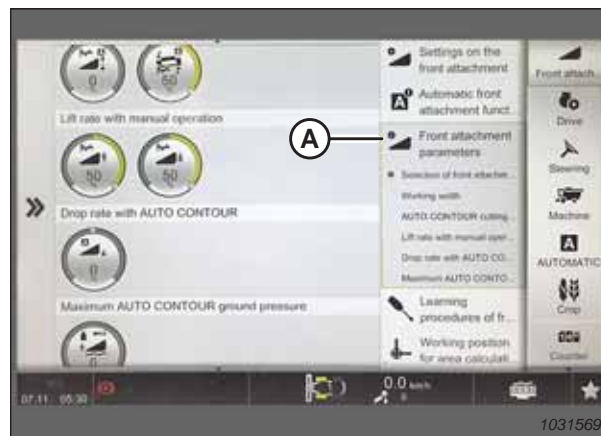 Settings on the
front attachment
Automatic front
attachment funct
Front attachment
parameters
Selection of front attachm...
Working width
AUTO CONTOUR cutting...
Lift rate with manual oper...
Drop rate with AUTO CO...
Maximum AUTO CONTO...
Learning
procedures of fr...
Working position
for area calculati
Front attach.
Drive
Steering
Machine
A
AUTOMATIC
Crop
Counter
0
50
Lift rate with manual operation
50
50
Drop rate with AUTO CONTOUR
0
Maximum AUTO CONTOUR ground pressure
0
A
07.11 05:30
0.0 km/h
0
1031569